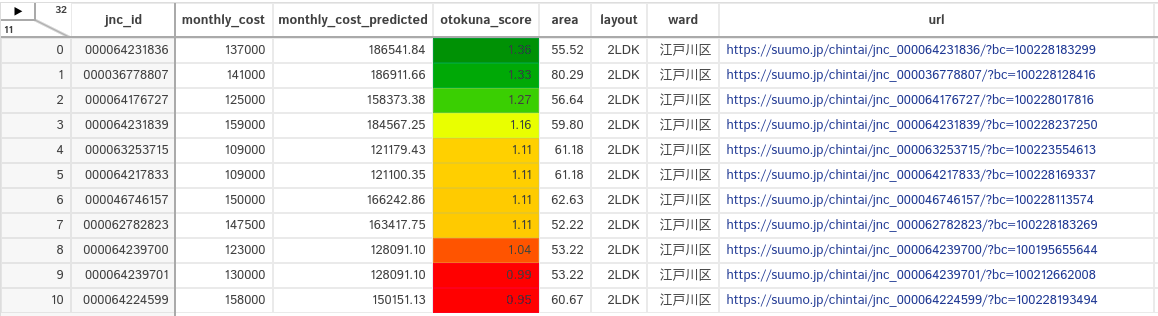 ▶ 32
11 jnc_id monthly_cost monthly_cost_predicted otokuna_score area layout ward url
0 000064231836 137000 186541.84 1.36 55.52 2LDK 江戸川区 https://suumo.jp/chintai/jnc_000064231836/?bc=100228183299
1 000036778807 141000 186911.66 1.33 80.29 2LDK 江戸川区 https://suumo.jp/chintai/jnc_000036778807/?bc=100228128416
2 000064176727 125000 158373.38 1.27 56.64 2LDK 江戸川区 https://suumo.jp/chintai/jnc_000064176727/?bc=100228017816
3 000064231839 159000 184567.25 1.16 59.80 2LDK 江戸川区 https://suumo.jp/chintai/jnc_000064231839/?bc=100228237250
4 000063253715 109000 121179.43 1.11 61.18 2LDK 江戸川区 https://suumo.jp/chintai/jnc_000063253715/?bc=100223554613
5 000064217833 109000 121100.35 1.11 61.18 2LDK 江戸川区 https://suumo.jp/chintai/jnc_000064217833/?bc=100228169337
6 000046746157 150000 166242.86 1.11 62.63 2LDK 江戸川区 https://suumo.jp/chintai/jnc_000046746157/?bc=100228113574
7 000062782823 147500 163417.75 1.11 52.22 2LDK 江戸川区 https://suumo.jp/chintai/jnc_000062782823/?bc=100228183269
8 000064239700 123000 128091.10 1.04 53.22 2LDK 江戸川区 https://suumo.jp/chintai/jnc_000064239700/?bc=100195655644
9 000064239701 130000 128091.10 0.99 53.22 2LDK 江戸川区 https://suumo.jp/chintai/jnc_000064239701/?bc=100212662008
10 000064224599 158000 150151.13 0.95 60.67 2LDK 江戸川区 https://suumo.jp/chintai/jnc_000064224599/?bc=100228193494